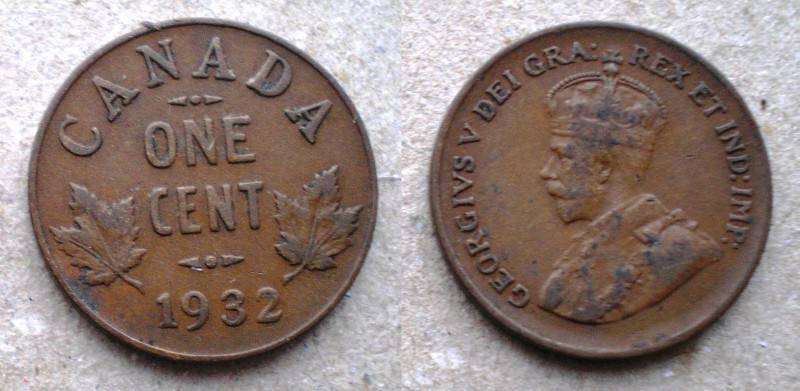 CANADA
ONE
CENT
1932
GEORGIVS V DEI GRA: REX ET IND: IMP: